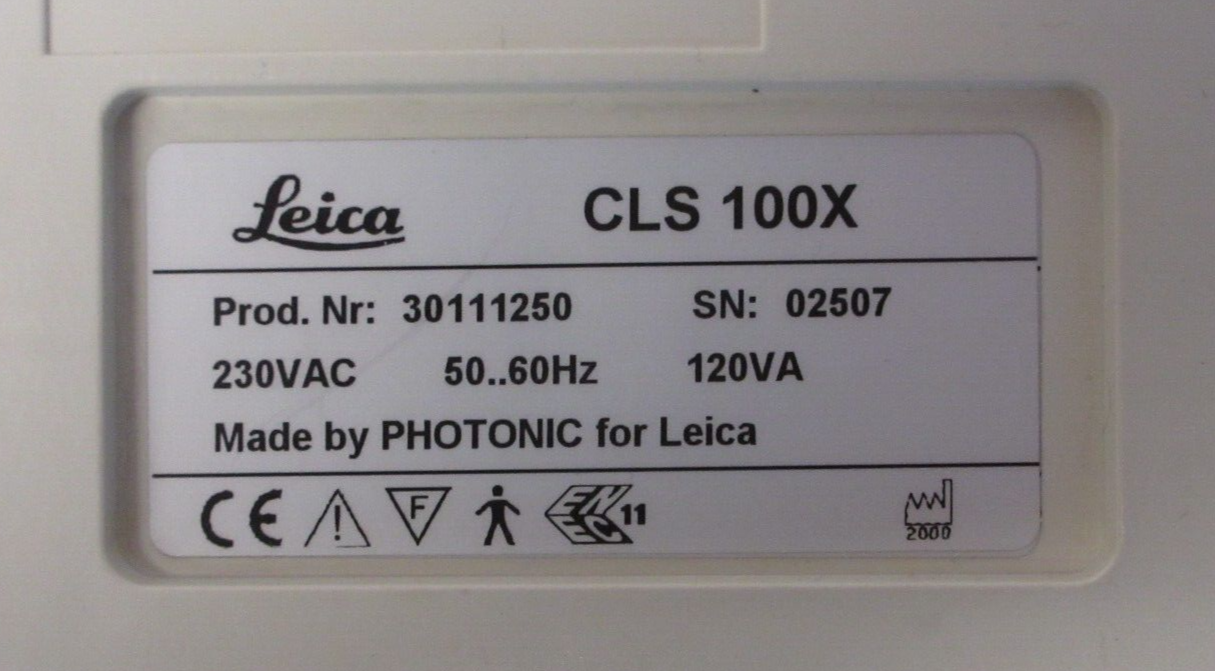 Leica CLS 100X
Prod. Nr: 30111250 SN: 02507
230VAC 50..60Hz 120VA
Made by PHOTONIC for Leica
CE ! F ENEC 11
2000